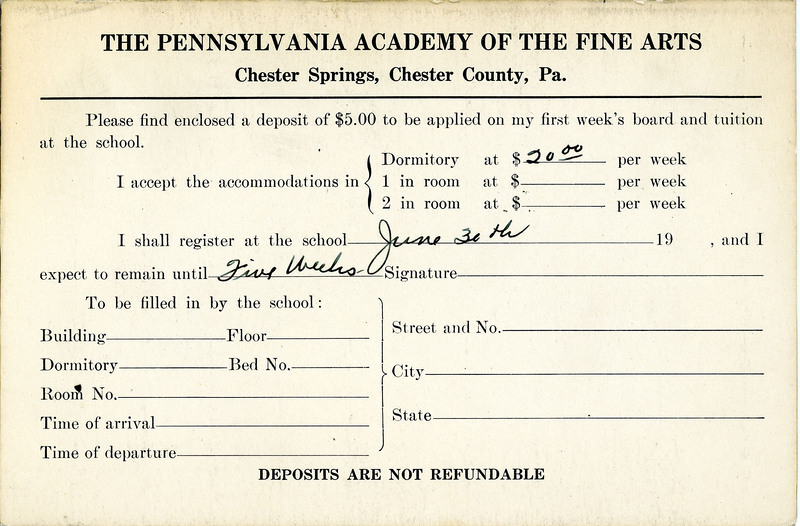 THE PENNSYLVANIA ACADEMY OF THE FINE ARTS
Chester Springs, Chester County, Pa.
Please find enclosed a deposit of $5.00 to be applied on my first week's board and tuition
at the school.
I accept the accommodations in
Dormitory at $ 20 00 per week
1 in room at $ per week
2 in room at $ per week
I shall register at the school June 30th 19 , and I
expect to remain until Five Weeks Signature
To be filled in by the school:
Building Floor
Dormitory Bed No.
Room No.
Time of arrival
Time of departure
Street and No.
City
State
DEPOSITS ARE NOT REFUNDABLE